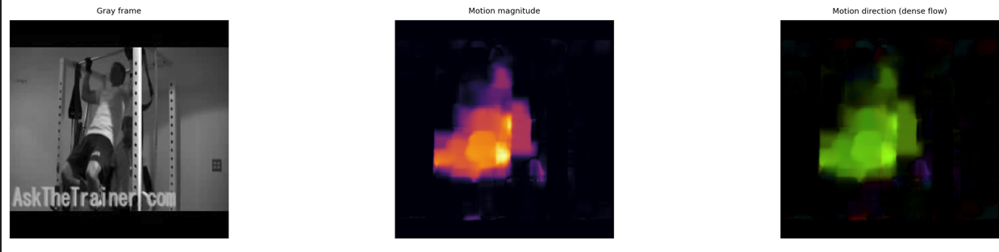 Gray frame
Motion magnitude
Motion direction (dense flow)
AskTheTrainer.com